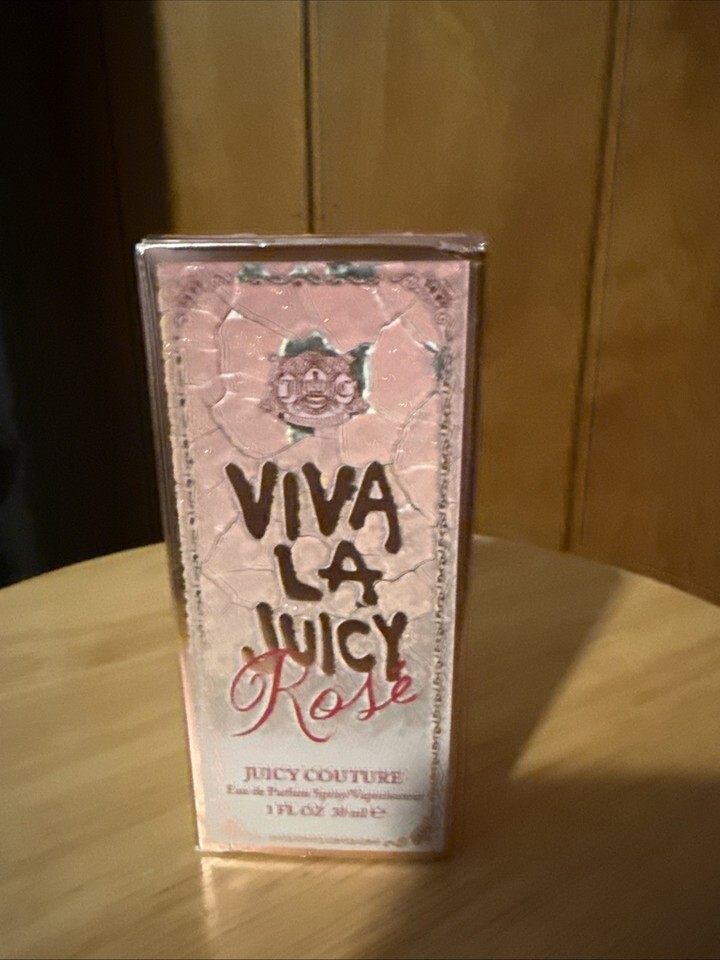 VIVA
LA
JUICY
Rosé
JUICY COUTURE
Eau de Parfum Spray/Vaporisateur
1 FL OZ 30 ml e